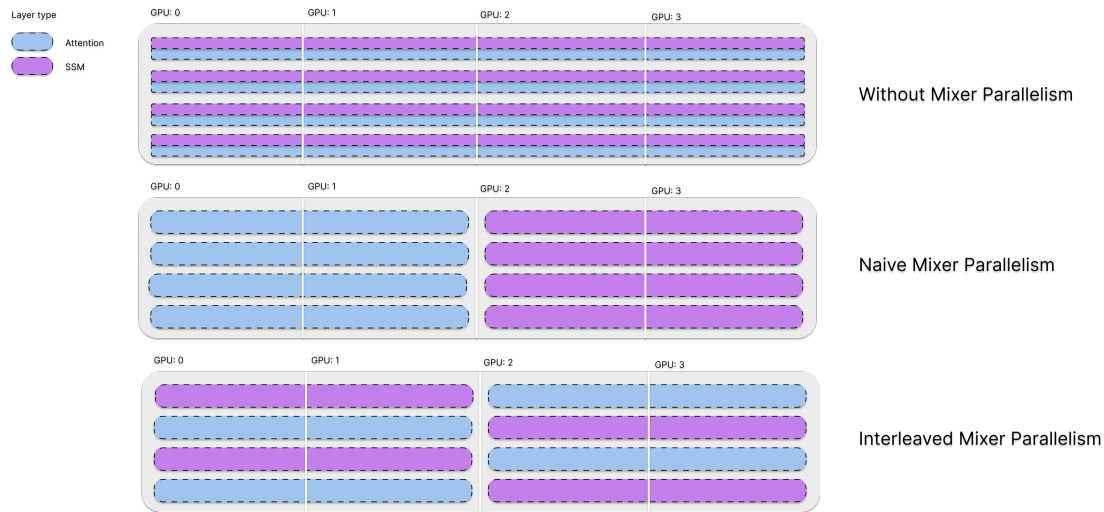 Layer type
Attention
SSM
GPU: 0
GPU: 1
GPU: 2
GPU: 3
Without Mixer Parallelism
GPU: 0
GPU: 1
GPU: 2
GPU: 3
Naive Mixer Parallelism
GPU: 0
GPU: 1
GPU: 2
GPU: 3
Interleaved Mixer Parallelism